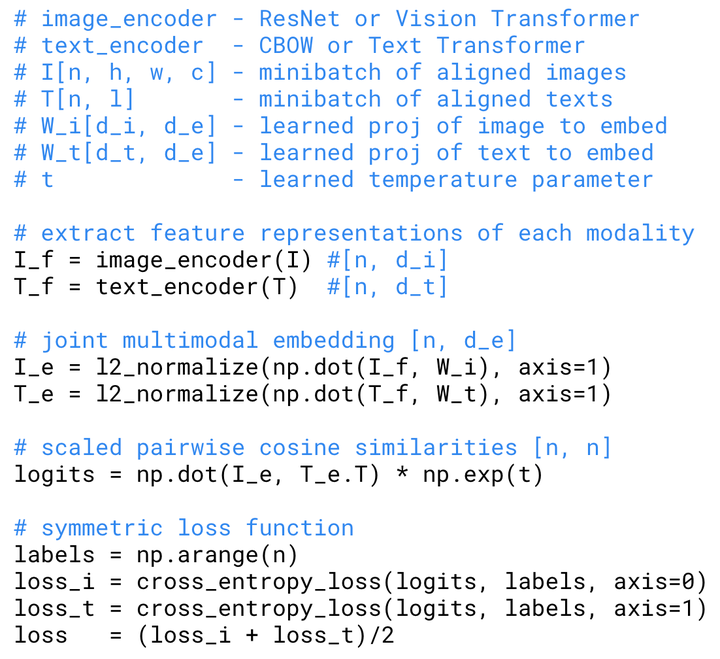 # image_encoder - ResNet or Vision Transformer
# text_encoder  - CBOW or Text Transformer
# I[n, h, w, c] - minibatch of aligned images
# T[n, l]       - minibatch of aligned texts
# W_i[d_i, d_e] - learned proj of image to embed
# W_t[d_t, d_e] - learned proj of text to embed
# t             - learned temperature parameter

# extract feature representations of each modality
I_f = image_encoder(I) #[n, d_i]
T_f = text_encoder(T)  #[n, d_t]

# joint multimodal embedding [n, d_e]
I_e = l2_normalize(np.dot(I_f, W_i), axis=1)
T_e = l2_normalize(np.dot(T_f, W_t), axis=1)

# scaled pairwise cosine similarities [n, n]
logits = np.dot(I_e, T_e.T) * np.exp(t)

# symmetric loss function
labels = np.arange(n)
loss_i = cross_entropy_loss(logits, labels, axis=0)
loss_t = cross_entropy_loss(logits, labels, axis=1)
loss   = (loss_i + loss_t)/2